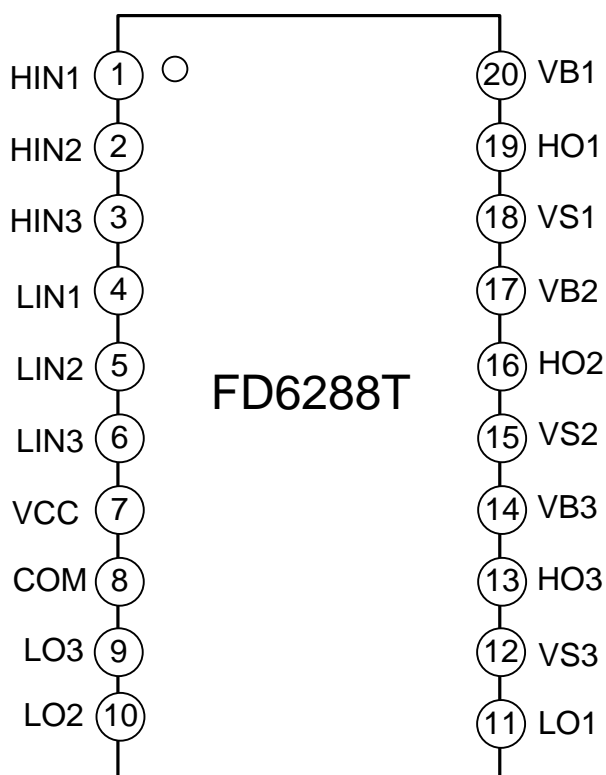 HIN1 1 20 VB1
HIN2 2 19 HO1
HIN3 3 18 VS1
LIN1 4 17 VB2
LIN2 5 16 HO2
FD6288T
LIN3 6 15 VS2
VCC 7 14 VB3
COM 8 13 HO3
LO3 9 12 VS3
LO2 10 11 LO1